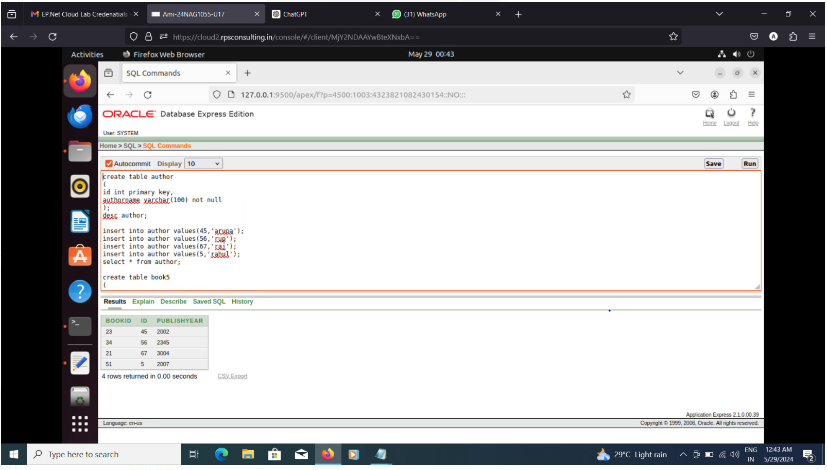 EP.Net Cloud Lab Credenatials
Ami-24NAG1055-U17
ChatGPT
(31) WhatsApp
https://cloud2.rpsconsulting.in/console/#/client/MjY2NDAAYwBteXNxbA==
Activities
Firefox Web Browser
May 29 00:43
SQL Commands
127.0.0.1:9500/apex/f?p=4500:1003:4323821082430154::NO:::
ORACLE Database Express Edition
Home Logout Help
User: SYSTEM
Home > SQL > SQL Commands
Autocommit Display 10
Save Run
create table author
(
id int primary key,
authorname varchar(100) not null
);
desc author;
insert into author values(45,'arupa');
insert into author values(56,'rup');
insert into author values(67,'raj');
insert into author values(5,'rahul');
select * from author;
create table book5
(
Results Explain Describe Saved SQL History
BOOKID ID PUBLISHYEAR
23 45 2002
34 56 2345
21 67 3004
51 5 2007
4 rows returned in 0.00 seconds CSV Export
Application Express 2.1.0.00.39
Language: en-us Copyright © 1999, 2006, Oracle. All rights reserved.
Type here to search
29°C Light rain
ENG
IN
12:43 AM
5/29/2024
2